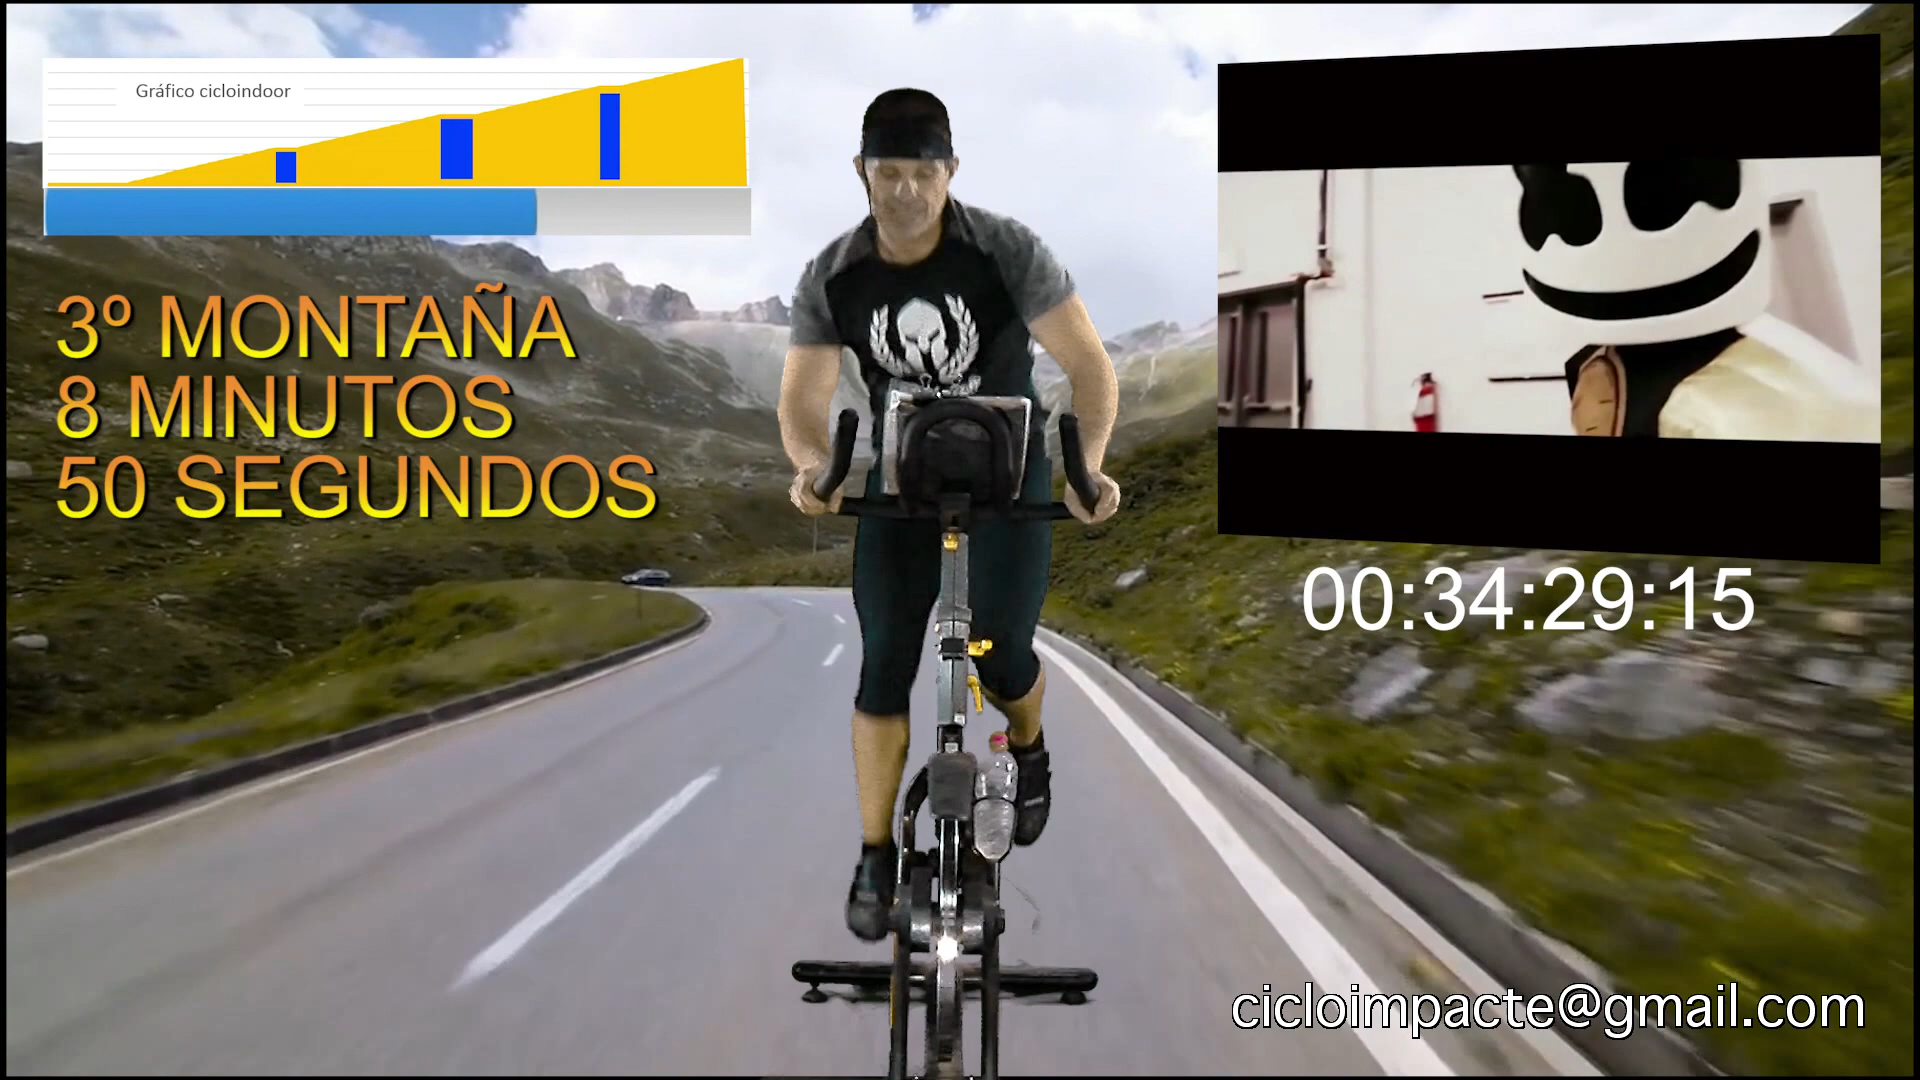 Gráfico cicloindoor
3º MONTAÑA
8 MINUTOS
50 SEGUNDOS
00:34:29:15
cicloimpacte@gmail.com